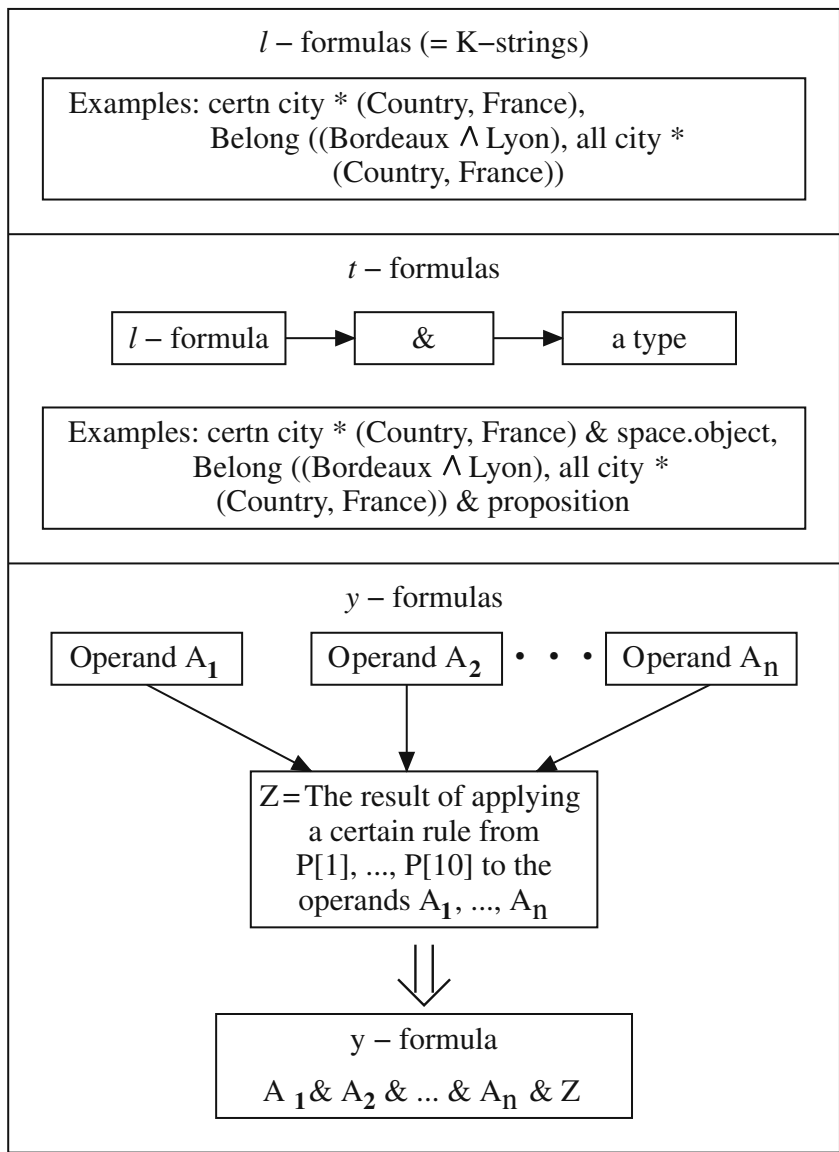 l – formulas (= K–strings)
Examples: certn city * (Country, France),
Belong ((Bordeaux ∧ Lyon), all city *
(Country, France))
t – formulas
l – formula & a type
Examples: certn city * (Country, France) & space.object,
Belong ((Bordeaux ∧ Lyon), all city *
(Country, France)) & proposition
y – formulas
Operand A1 Operand A2 • • • Operand An
Z = The result of applying
a certain rule from
P[1], ..., P[10] to the
operands A1, ..., An
y – formula
A 1 & A2 & ... & An & Z